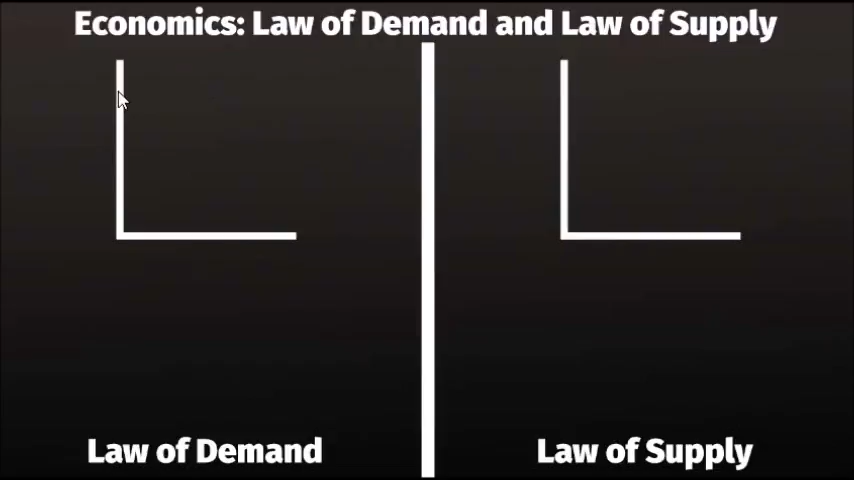 Economics: Law of Demand and Law of Supply
Law of Demand
Law of Supply